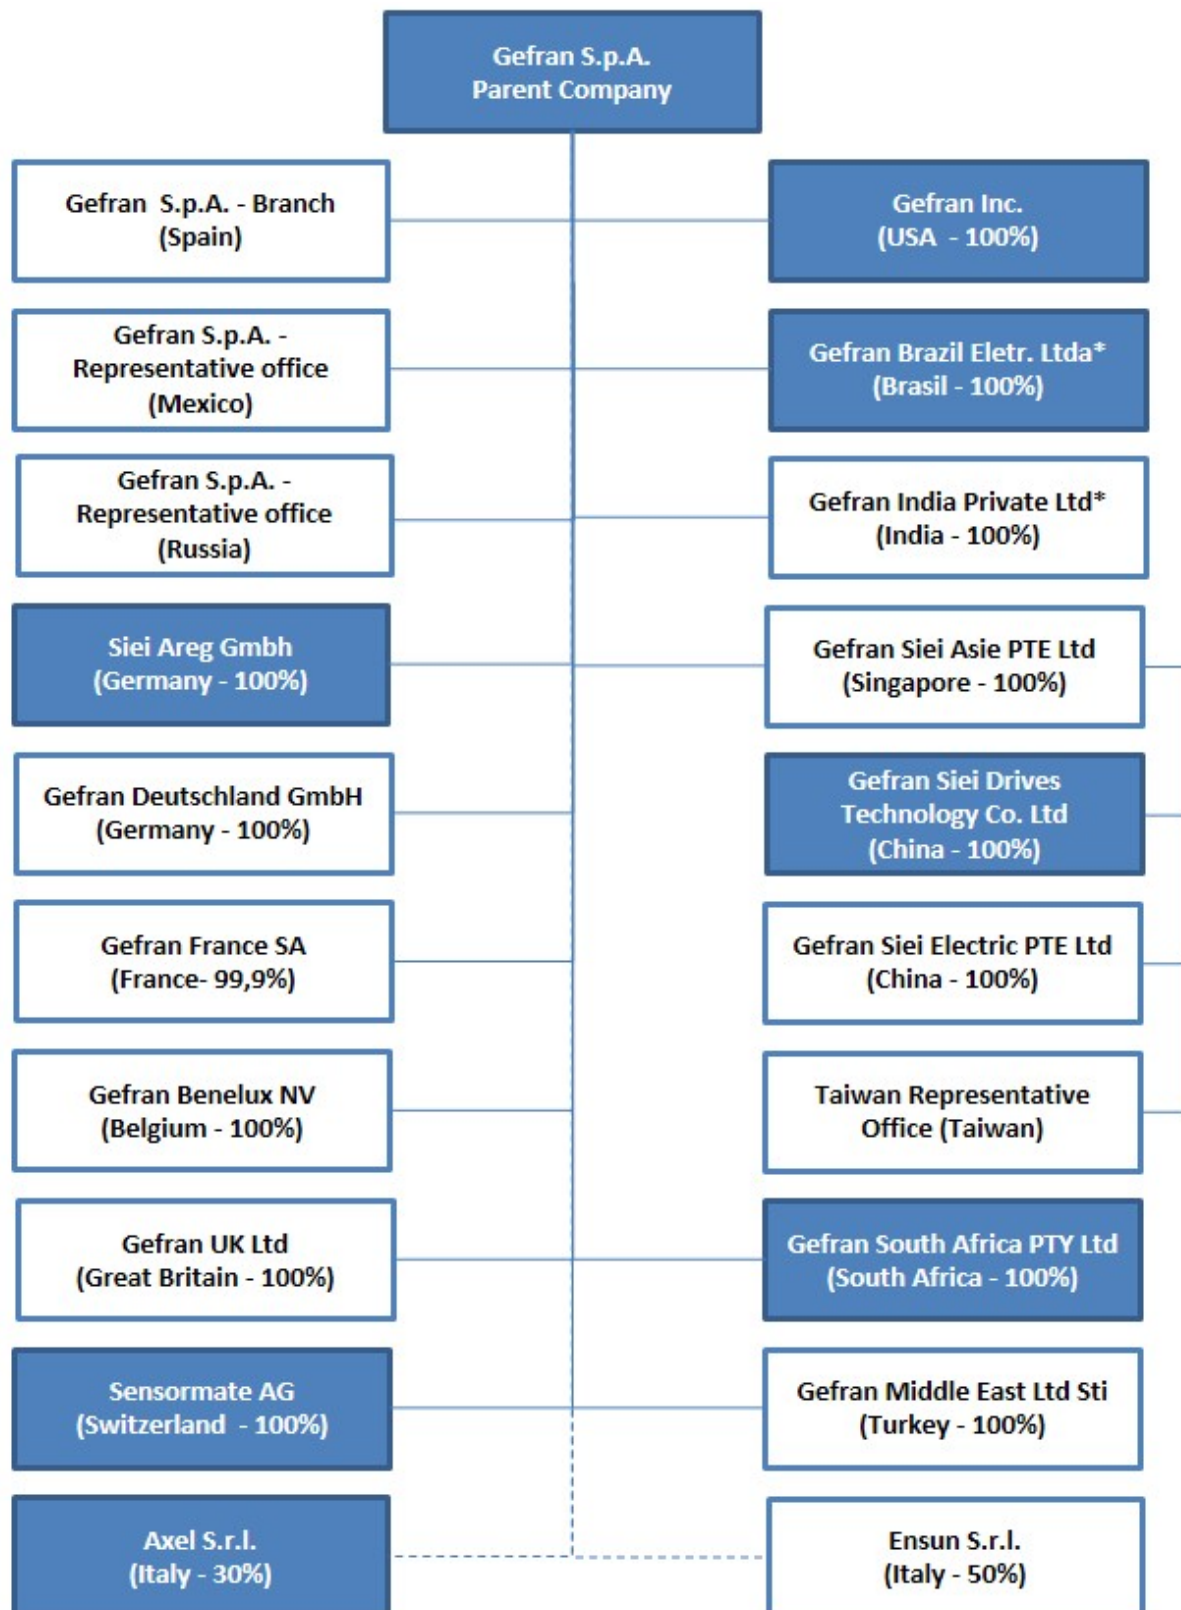 Gefran S.p.A.
Parent Company
Gefran S.p.A. - Branch
(Spain)
Gefran Inc.
(USA - 100%)
Gefran S.p.A. -
Representative office
(Mexico)
Gefran Brazil Eletr. Ltda*
(Brasil - 100%)
Gefran S.p.A. -
Representative office
(Russia)
Gefran India Private Ltd*
(India - 100%)
Siei Areg Gmbh
(Germany - 100%)
Gefran Siei Asie PTE Ltd
(Singapore - 100%)
Gefran Deutschland GmbH
(Germany - 100%)
Gefran Siei Drives
Technology Co. Ltd
(China - 100%)
Gefran France SA
(France- 99,9%)
Gefran Siei Electric PTE Ltd
(China - 100%)
Gefran Benelux NV
(Belgium - 100%)
Taiwan Representative
Office (Taiwan)
Gefran UK Ltd
(Great Britain - 100%)
Gefran South Africa PTY Ltd
(South Africa - 100%)
Sensormate AG
(Switzerland - 100%)
Gefran Middle East Ltd Sti
(Turkey - 100%)
Axel S.r.l.
(Italy - 30%)
Ensun S.r.l.
(Italy - 50%)